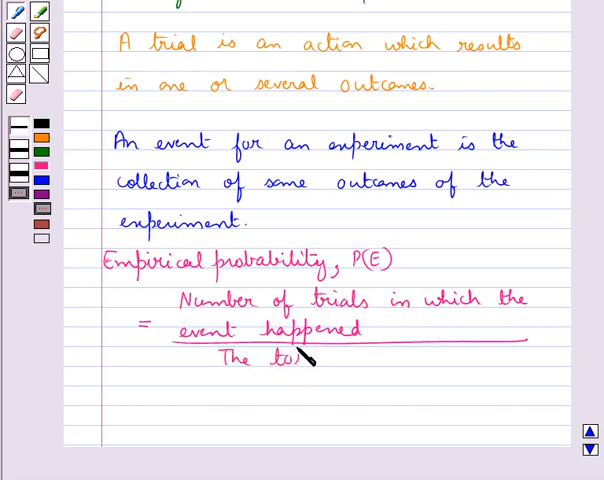 A trial is an action which results
in one or several outcomes.
An event for an experiment is the
collection of some outcomes of the
experiment.
Empirical probability, P(E)
Number of trials in which the
= event happened
The to